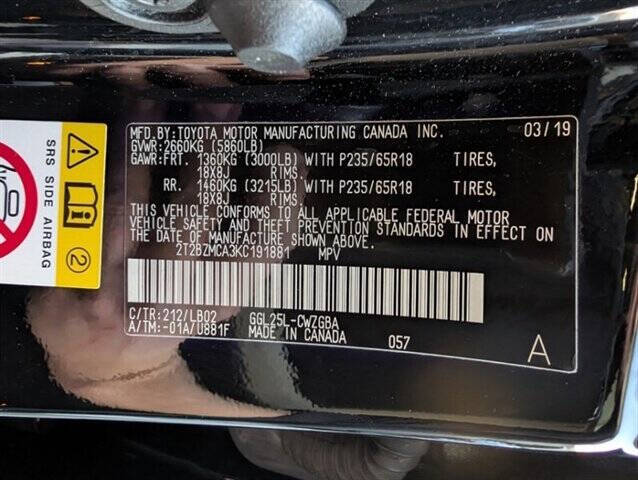 MFD.BY:TOYOTA MOTOR MANUFACTURING CANADA INC. 03/19
GVWR:2660KG (5860LB)
GAWR:FRT. 1360KG (3000LB) WITH P235/65R18 TIRES,
18X8J RIMS.
RR. 1460KG (3215LB) WITH P235/65R18 TIRES,
18X8J RIMS.
THIS VEHICLE CONFORMS TO ALL APPLICABLE FEDERAL MOTOR
VEHICLE SAFETY AND THEFT PREVENTION STANDARDS IN EFFECT ON
THE DATE OF MANUFACTURE SHOWN ABOVE.
2T2BZMCA3KC191881 MPV
C/TR:212/LB02 GGL25L-CWZGBA
A/TM:-01A/U881F MADE IN CANADA 057 A
SRS SIDE AIRBAG